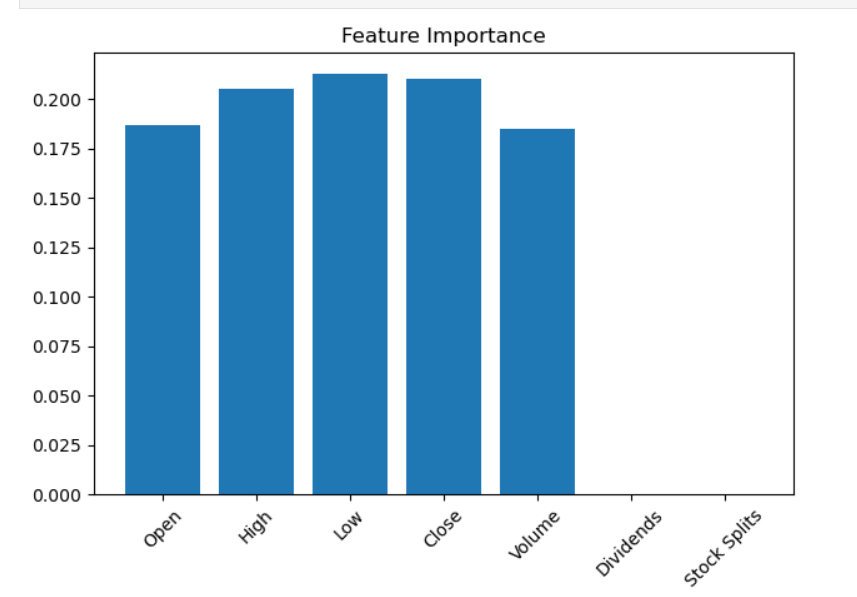 Feature Importance
0.200
0.175
0.150
0.125
0.100
0.075
0.050
0.025
0.000
Open
High
Low
Close
Volume
Dividends
Stock Splits